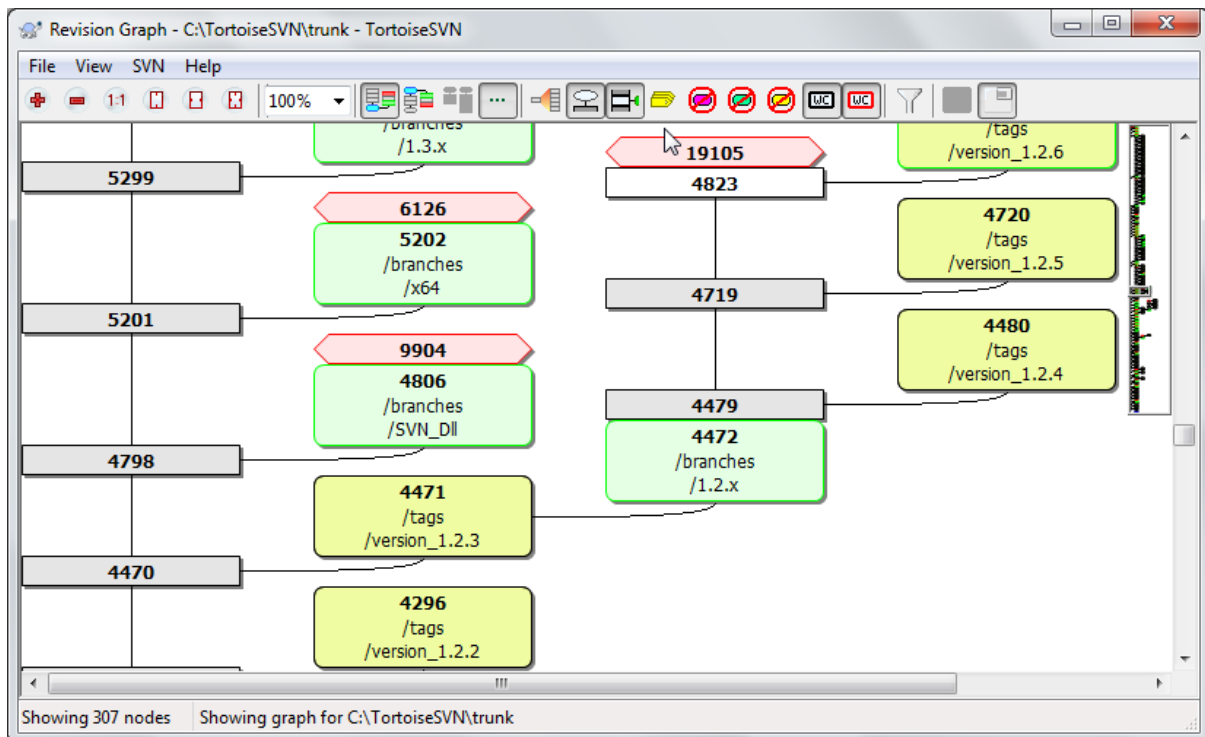 Revision Graph - C:\TortoiseSVN\trunk - TortoiseSVN
File View SVN Help
1:1
100%
WC
WC
/branches
/1.3.x
5299
6126
5202
/branches
/x64
5201
9904
4806
/branches
/SVN_Dll
4798
4471
/tags
/version_1.2.3
4470
4296
/tags
/version_1.2.2
19105
4823
4719
4479
4472
/branches
/1.2.x
/tags
/version_1.2.6
4720
/tags
/version_1.2.5
4480
/tags
/version_1.2.4
Showing 307 nodes
Showing graph for C:\TortoiseSVN\trunk